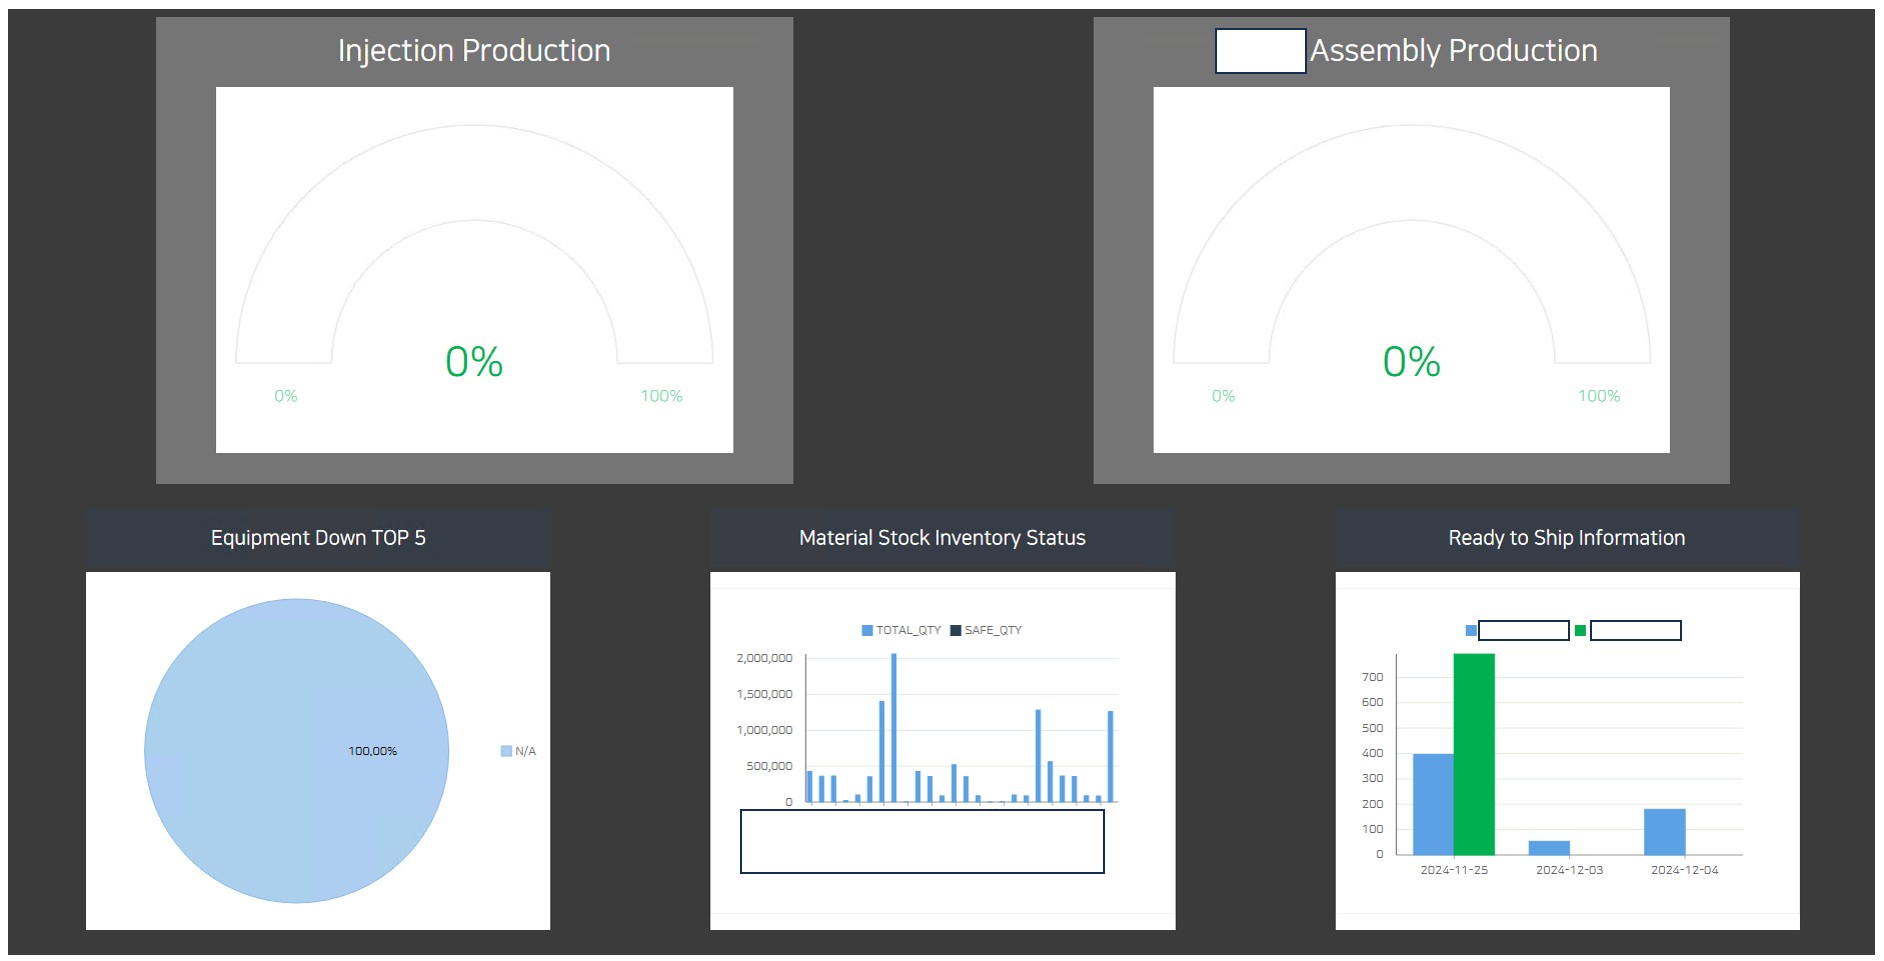 Injection Production
Assembly Production
0%
0%
100%
0%
0%
100%
Equipment Down TOP 5
100,00%
N/A
Material Stock Inventory Status
TOTAL_QTY SAFE_QTY
2,000,000
1,500,000
1,000,000
500,000
0
Ready to Ship Information
700
600
500
400
300
200
100
0
2024-11-25 2024-12-03 2024-12-04